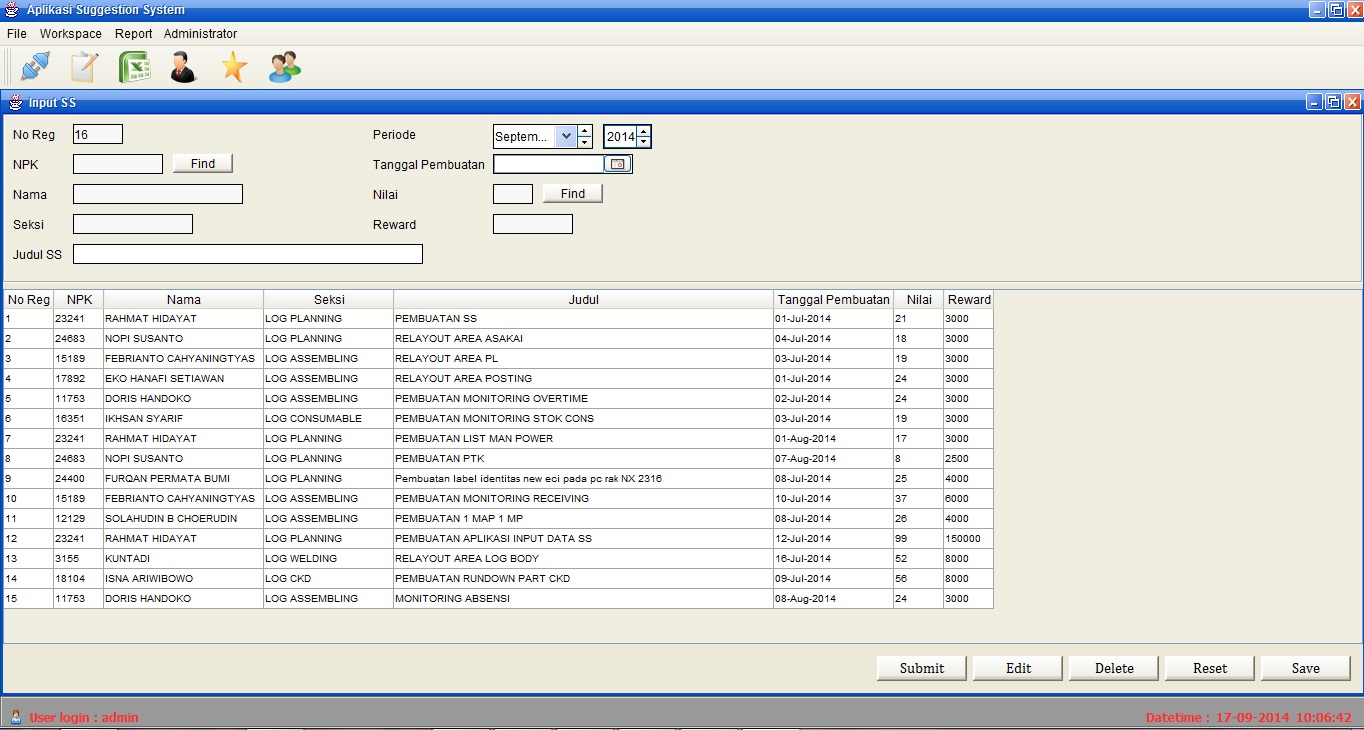 Aplikasi Suggestion System
File Workspace Report Administrator
Input SS
No Reg 16 Periode Septem... 2014
NPK Find Tanggal Pembuatan
Nama Nilai Find
Seksi Reward
Judul SS
No Reg NPK Nama Seksi Judul Tanggal Pembuatan Nilai Reward
1 23241 RAHMAT HIDAYAT LOG PLANNING PEMBUATAN SS 01-Jul-2014 21 3000
2 24683 NOPI SUSANTO LOG PLANNING RELAYOUT AREA ASAKAI 04-Jul-2014 18 3000
3 15189 FEBRIANTO CAHYANINGTYAS LOG ASSEMBLING RELAYOUT AREA PL 03-Jul-2014 19 3000
4 17892 EKO HANAFI SETIAWAN LOG ASSEMBLING RELAYOUT AREA POSTING 01-Jul-2014 24 3000
5 11753 DORIS HANDOKO LOG ASSEMBLING PEMBUATAN MONITORING OVERTIME 02-Jul-2014 24 3000
6 16351 IKHSAN SYARIF LOG CONSUMABLE PEMBUATAN MONITORING STOK CONS 03-Jul-2014 19 3000
7 23241 RAHMAT HIDAYAT LOG PLANNING PEMBUATAN LIST MAN POWER 01-Aug-2014 17 3000
8 24683 NOPI SUSANTO LOG PLANNING PEMBUATAN PTK 07-Aug-2014 8 2500
9 24400 FURQAN PERMATA BUMI LOG PLANNING Pembuatan label identitas new eci pada pc rak NX 2316 08-Jul-2014 25 4000
10 15189 FEBRIANTO CAHYANINGTYAS LOG ASSEMBLING PEMBUATAN MONITORING RECEIVING 10-Jul-2014 37 6000
11 12129 SOLAHUDIN B CHOERUDIN LOG ASSEMBLING PEMBUATAN 1 MAP 1 MP 08-Jul-2014 26 4000
12 23241 RAHMAT HIDAYAT LOG PLANNING PEMBUATAN APLIKASI INPUT DATA SS 12-Jul-2014 99 150000
13 3155 KUNTADI LOG WELDING RELAYOUT AREA LOG BODY 16-Jul-2014 52 8000
14 18104 ISNA ARIWIBOWO LOG CKD PEMBUATAN RUNDOWN PART CKD 09-Jul-2014 56 8000
15 11753 DORIS HANDOKO LOG ASSEMBLING MONITORING ABSENSI 08-Aug-2014 24 3000
Submit Edit Delete Reset Save
User login : admin Datetime : 17-09-2014 10:06:42